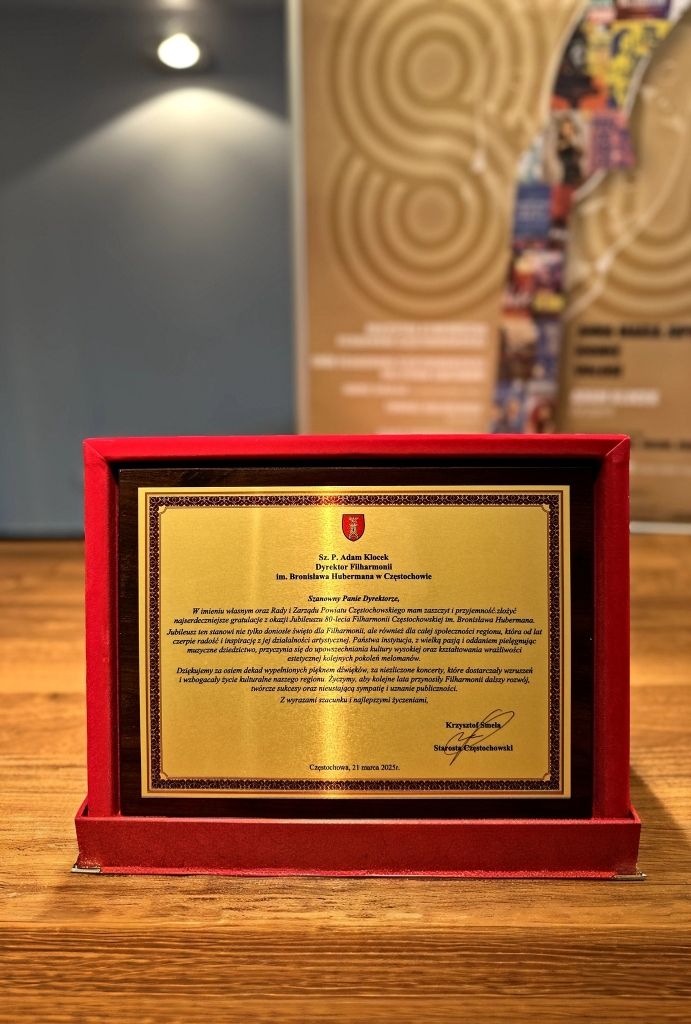 Sz. P. Adam Klocek
Dyrektor Filharmonii
im. Bronisława Hubermana w Częstochowie
Szanowny Panie Dyrektorze,
W imieniu własnym oraz Rady i Zarządu Powiatu Częstochowskiego mam zaszczyt i przyjemność złożyć
najserdeczniejsze gratulacje z okazji Jubileuszu 80-lecia Filharmonii Częstochowskiej im. Bronisława Hubermana.
Jubileusz ten stanowi nie tylko doniosłe święto dla Filharmonii, ale również dla całej społeczności regionu, która od lat
czerpie radość i inspirację z jej działalności artystycznej. Państwa instytucja, z wielką pasją i oddaniem pielęgnując
muzyczne dziedzictwo, przyczynia się do upowszechniania kultury wysokiej oraz kształtowania wrażliwości
estetycznej kolejnych pokoleń melomanów.
Dziękujemy za osiem dekad wypełnionych pięknem dźwięków, za niezliczone koncerty, które dostarczały wzruszeń
i wzbogacały życie kulturalne naszego regionu. Życzymy, aby kolejne lata przynosiły Filharmonii dalszy rozwój,
twórcze sukcesy oraz nieustającą sympatię i uznanie publiczności.
Z wyrazami szacunku i najlepszymi życzeniami,
Krzysztof Smela
Starosta Częstochowski
Częstochowa, 21 marca 2025r.